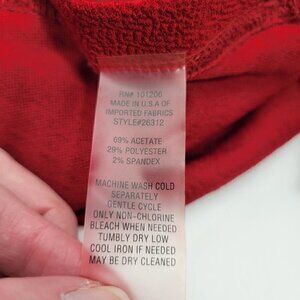 RN# 101206
MADE IN U.S.A OF
IMPORTED FABRICS
STYLE#26312
69% ACETATE
29% POLYESTER
2% SPANDEX
MACHINE WASH COLD
SEPARATELY
GENTLE CYCLE
ONLY NON-CHLORINE
BLEACH WHEN NEEDED
TUMBLY DRY LOW
COOL IRON IF NEEDED
MAY BE DRY CLEANED